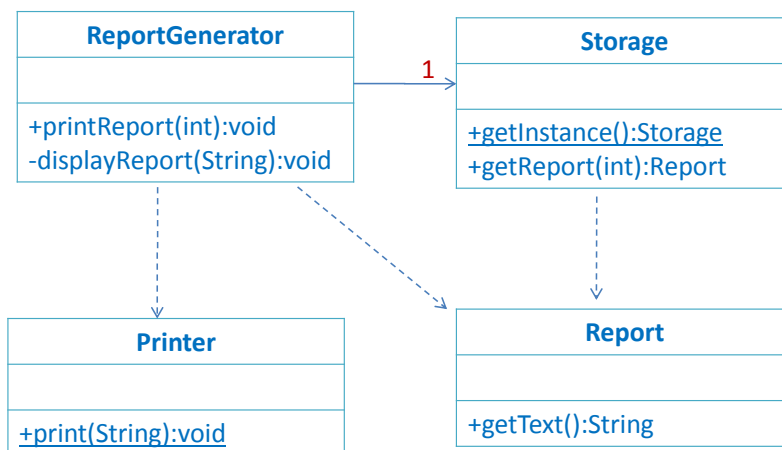 ReportGenerator
+printReport(int):void
-displayReport(String):void
1
Storage
+getInstance():Storage
+getReport(int):Report
Printer
+print(String):void
Report
+getText():String